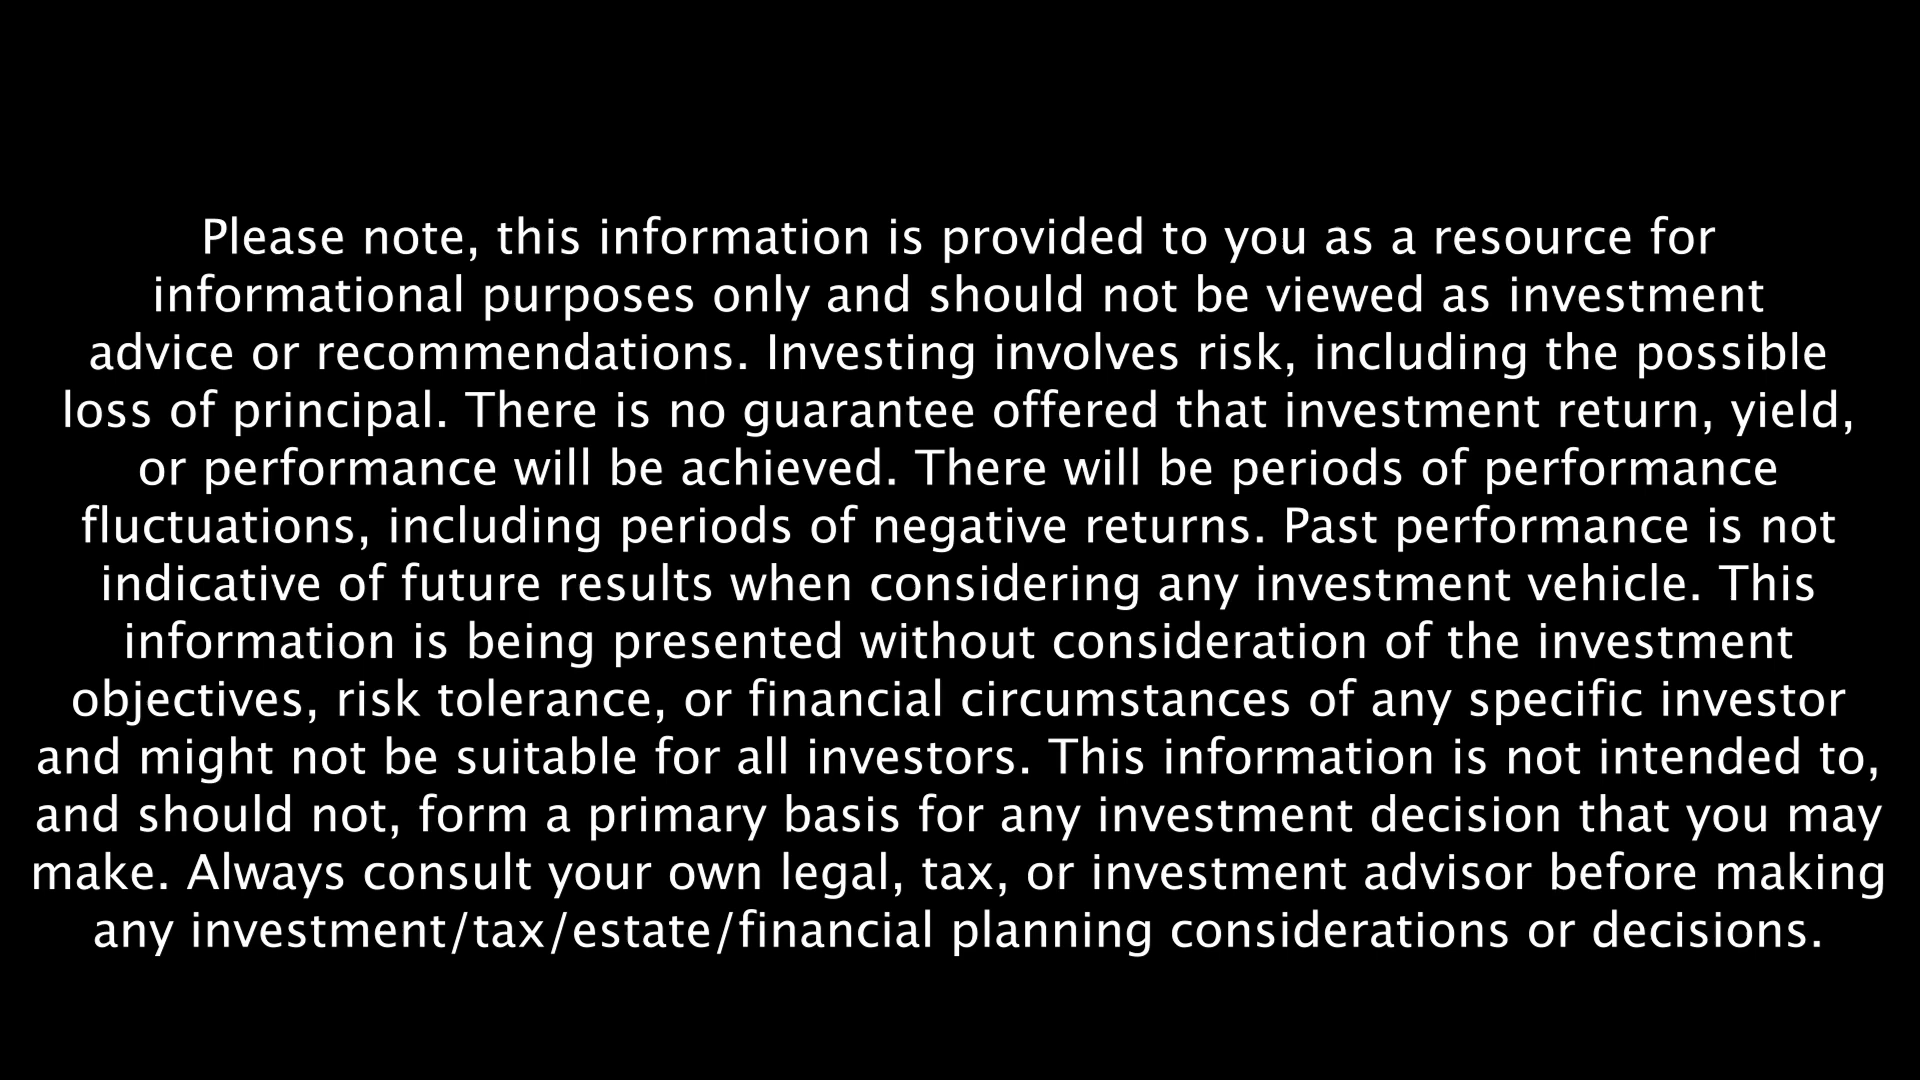 Please note, this information is provided to you as a resource for
informational purposes only and should not be viewed as investment
advice or recommendations. Investing involves risk, including the possible
loss of principal. There is no guarantee offered that investment return, yield,
or performance will be achieved. There will be periods of performance
fluctuations, including periods of negative returns. Past performance is not
indicative of future results when considering any investment vehicle. This
information is being presented without consideration of the investment
objectives, risk tolerance, or financial circumstances of any specific investor
and might not be suitable for all investors. This information is not intended to,
and should not, form a primary basis for any investment decision that you may
make. Always consult your own legal, tax, or investment advisor before making
any investment/tax/estate/financial planning considerations or decisions.